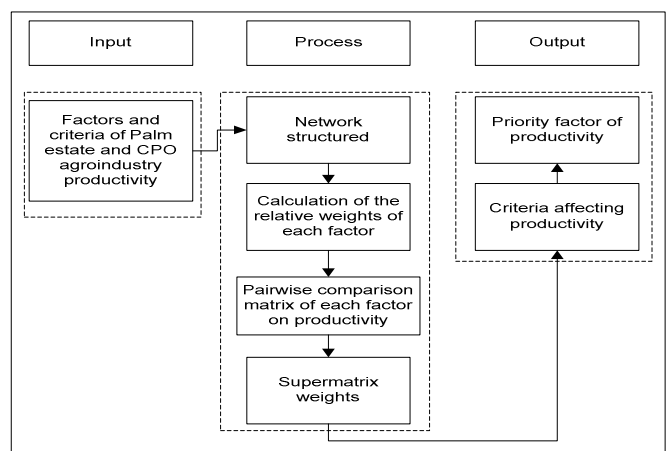 Input
Process
Output
Factors and
criteria of Palm
estate and CPO
agroindustry
productivity
Network
structured
Calculation of the
relative weights of
each factor
Pairwise comparison
matrix of each factor
on productivity
Supermatrix
weights
Priority factor of
productivity
Criteria affecting
productivity